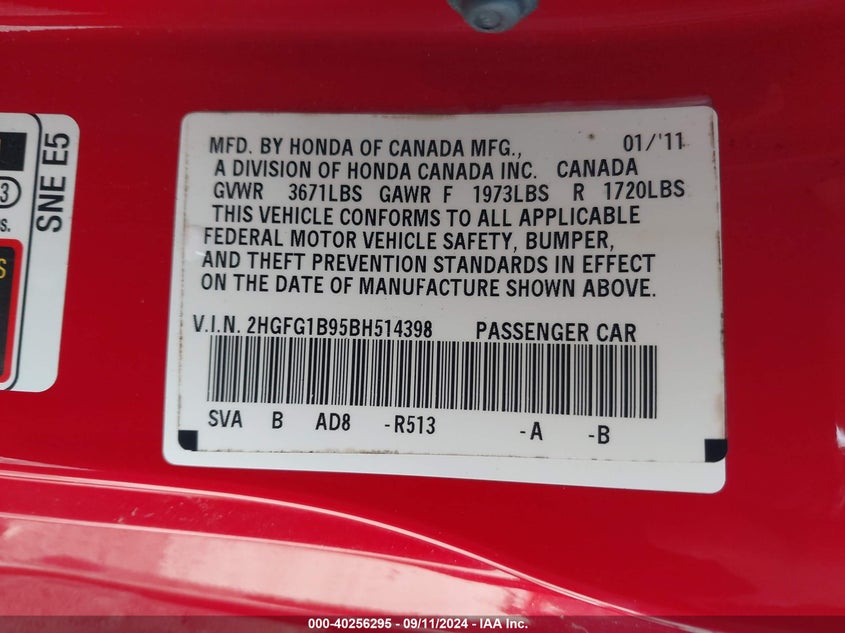 MFD. BY HONDA OF CANADA MFG., 01/'11
A DIVISION OF HONDA CANADA INC. CANADA
GVWR 3671LBS GAWR F 1973LBS R 1720LBS
THIS VEHICLE CONFORMS TO ALL APPLICABLE
FEDERAL MOTOR VEHICLE SAFETY, BUMPER,
AND THEFT PREVENTION STANDARDS IN EFFECT
ON THE DATE OF MANUFACTURE SHOWN ABOVE.
V.I.N. 2HGFG1B95BH514398 PASSENGER CAR
SVA B AD8 -R513 -A -B
SNE E5
3
000-40256295 - 09/11/2024 - IAA Inc.